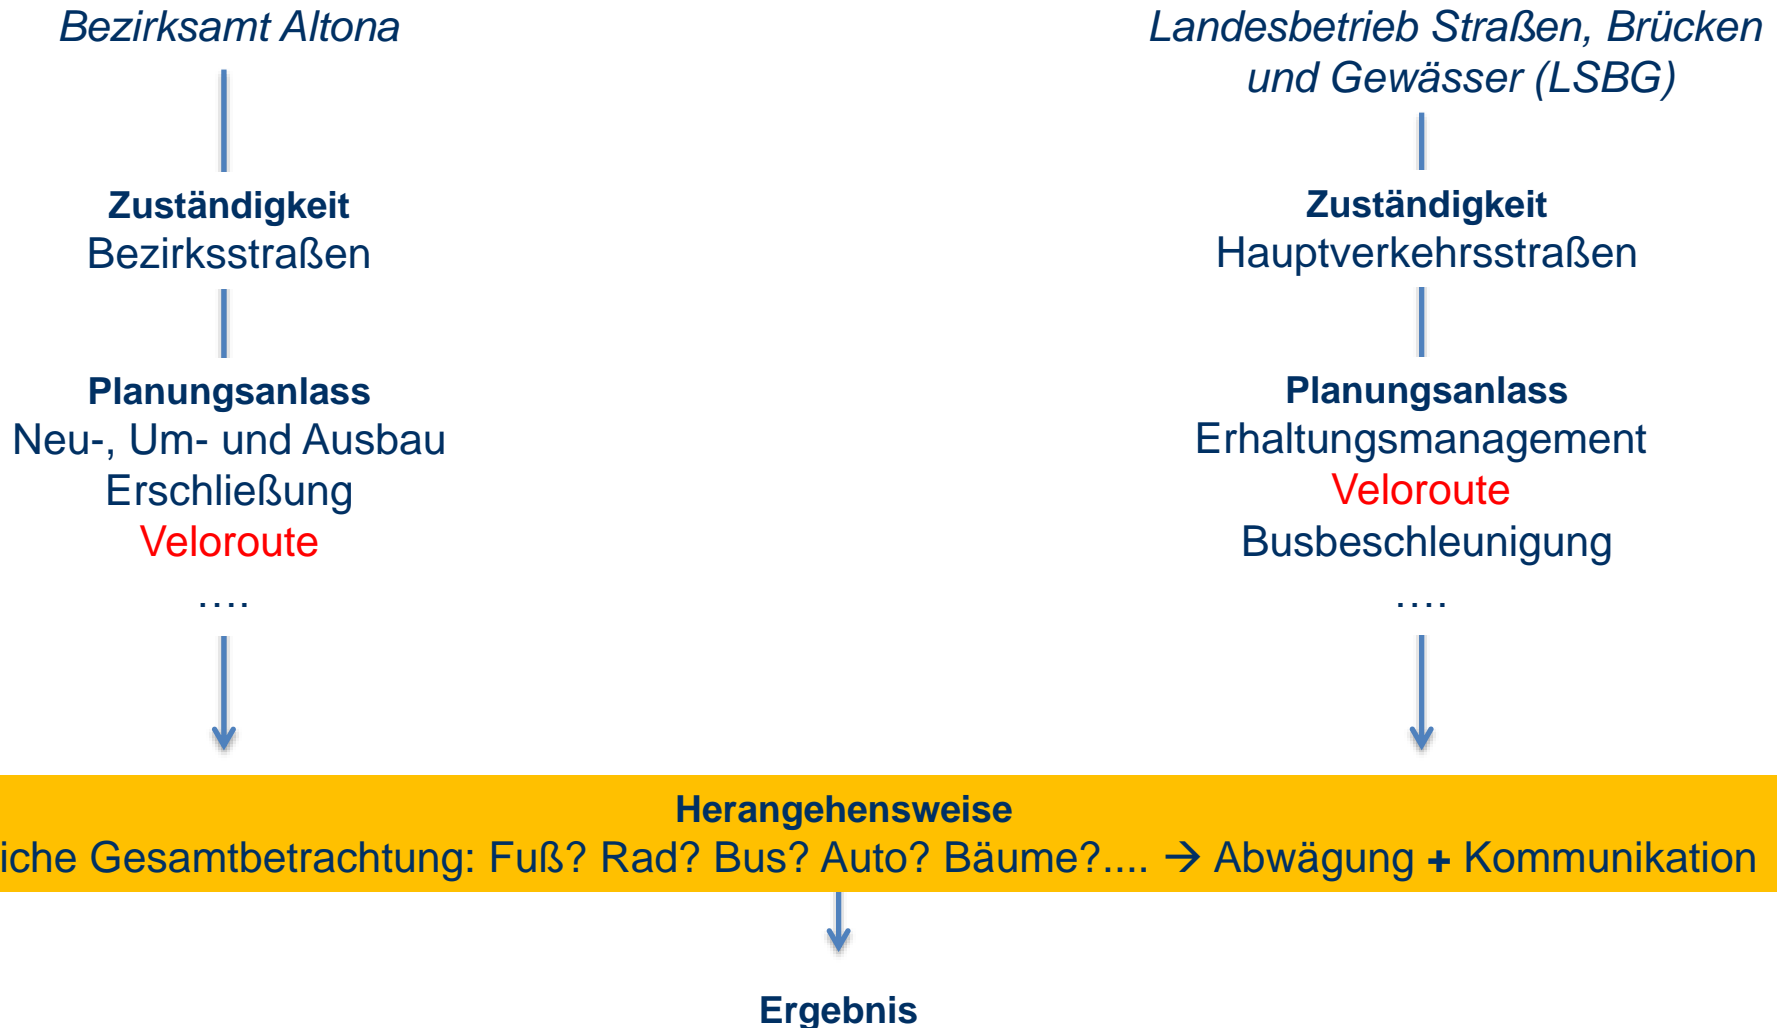 Bezirksamt Altona
Zuständigkeit
Bezirksstraßen
Planungsanlass
Neu-, Um- und Ausbau
Erschließung
Veloroute
....
Landesbetrieb Straßen, Brücken
und Gewässer (LSBG)
Zuständigkeit
Hauptverkehrsstraßen
Planungsanlass
Erhaltungsmanagement
Veloroute
Busbeschleunigung
....
Herangehensweise
iche Gesamtbetrachtung: Fuß? Rad? Bus? Auto? Bäume?.... → Abwägung + Kommunikation
Ergebnis